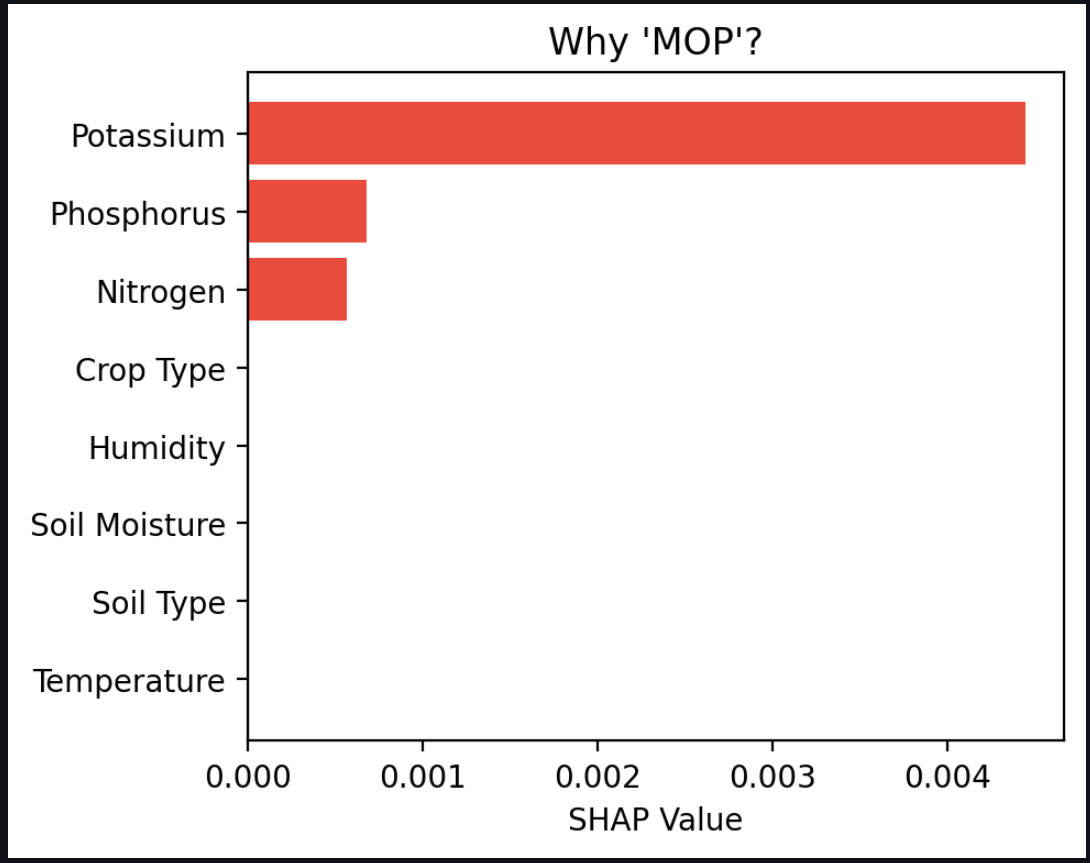 Why 'MOP'?
Potassium
Phosphorus
Nitrogen
Crop Type
Humidity
Soil Moisture
Soil Type
Temperature
0.000 0.001 0.002 0.003 0.004
SHAP Value